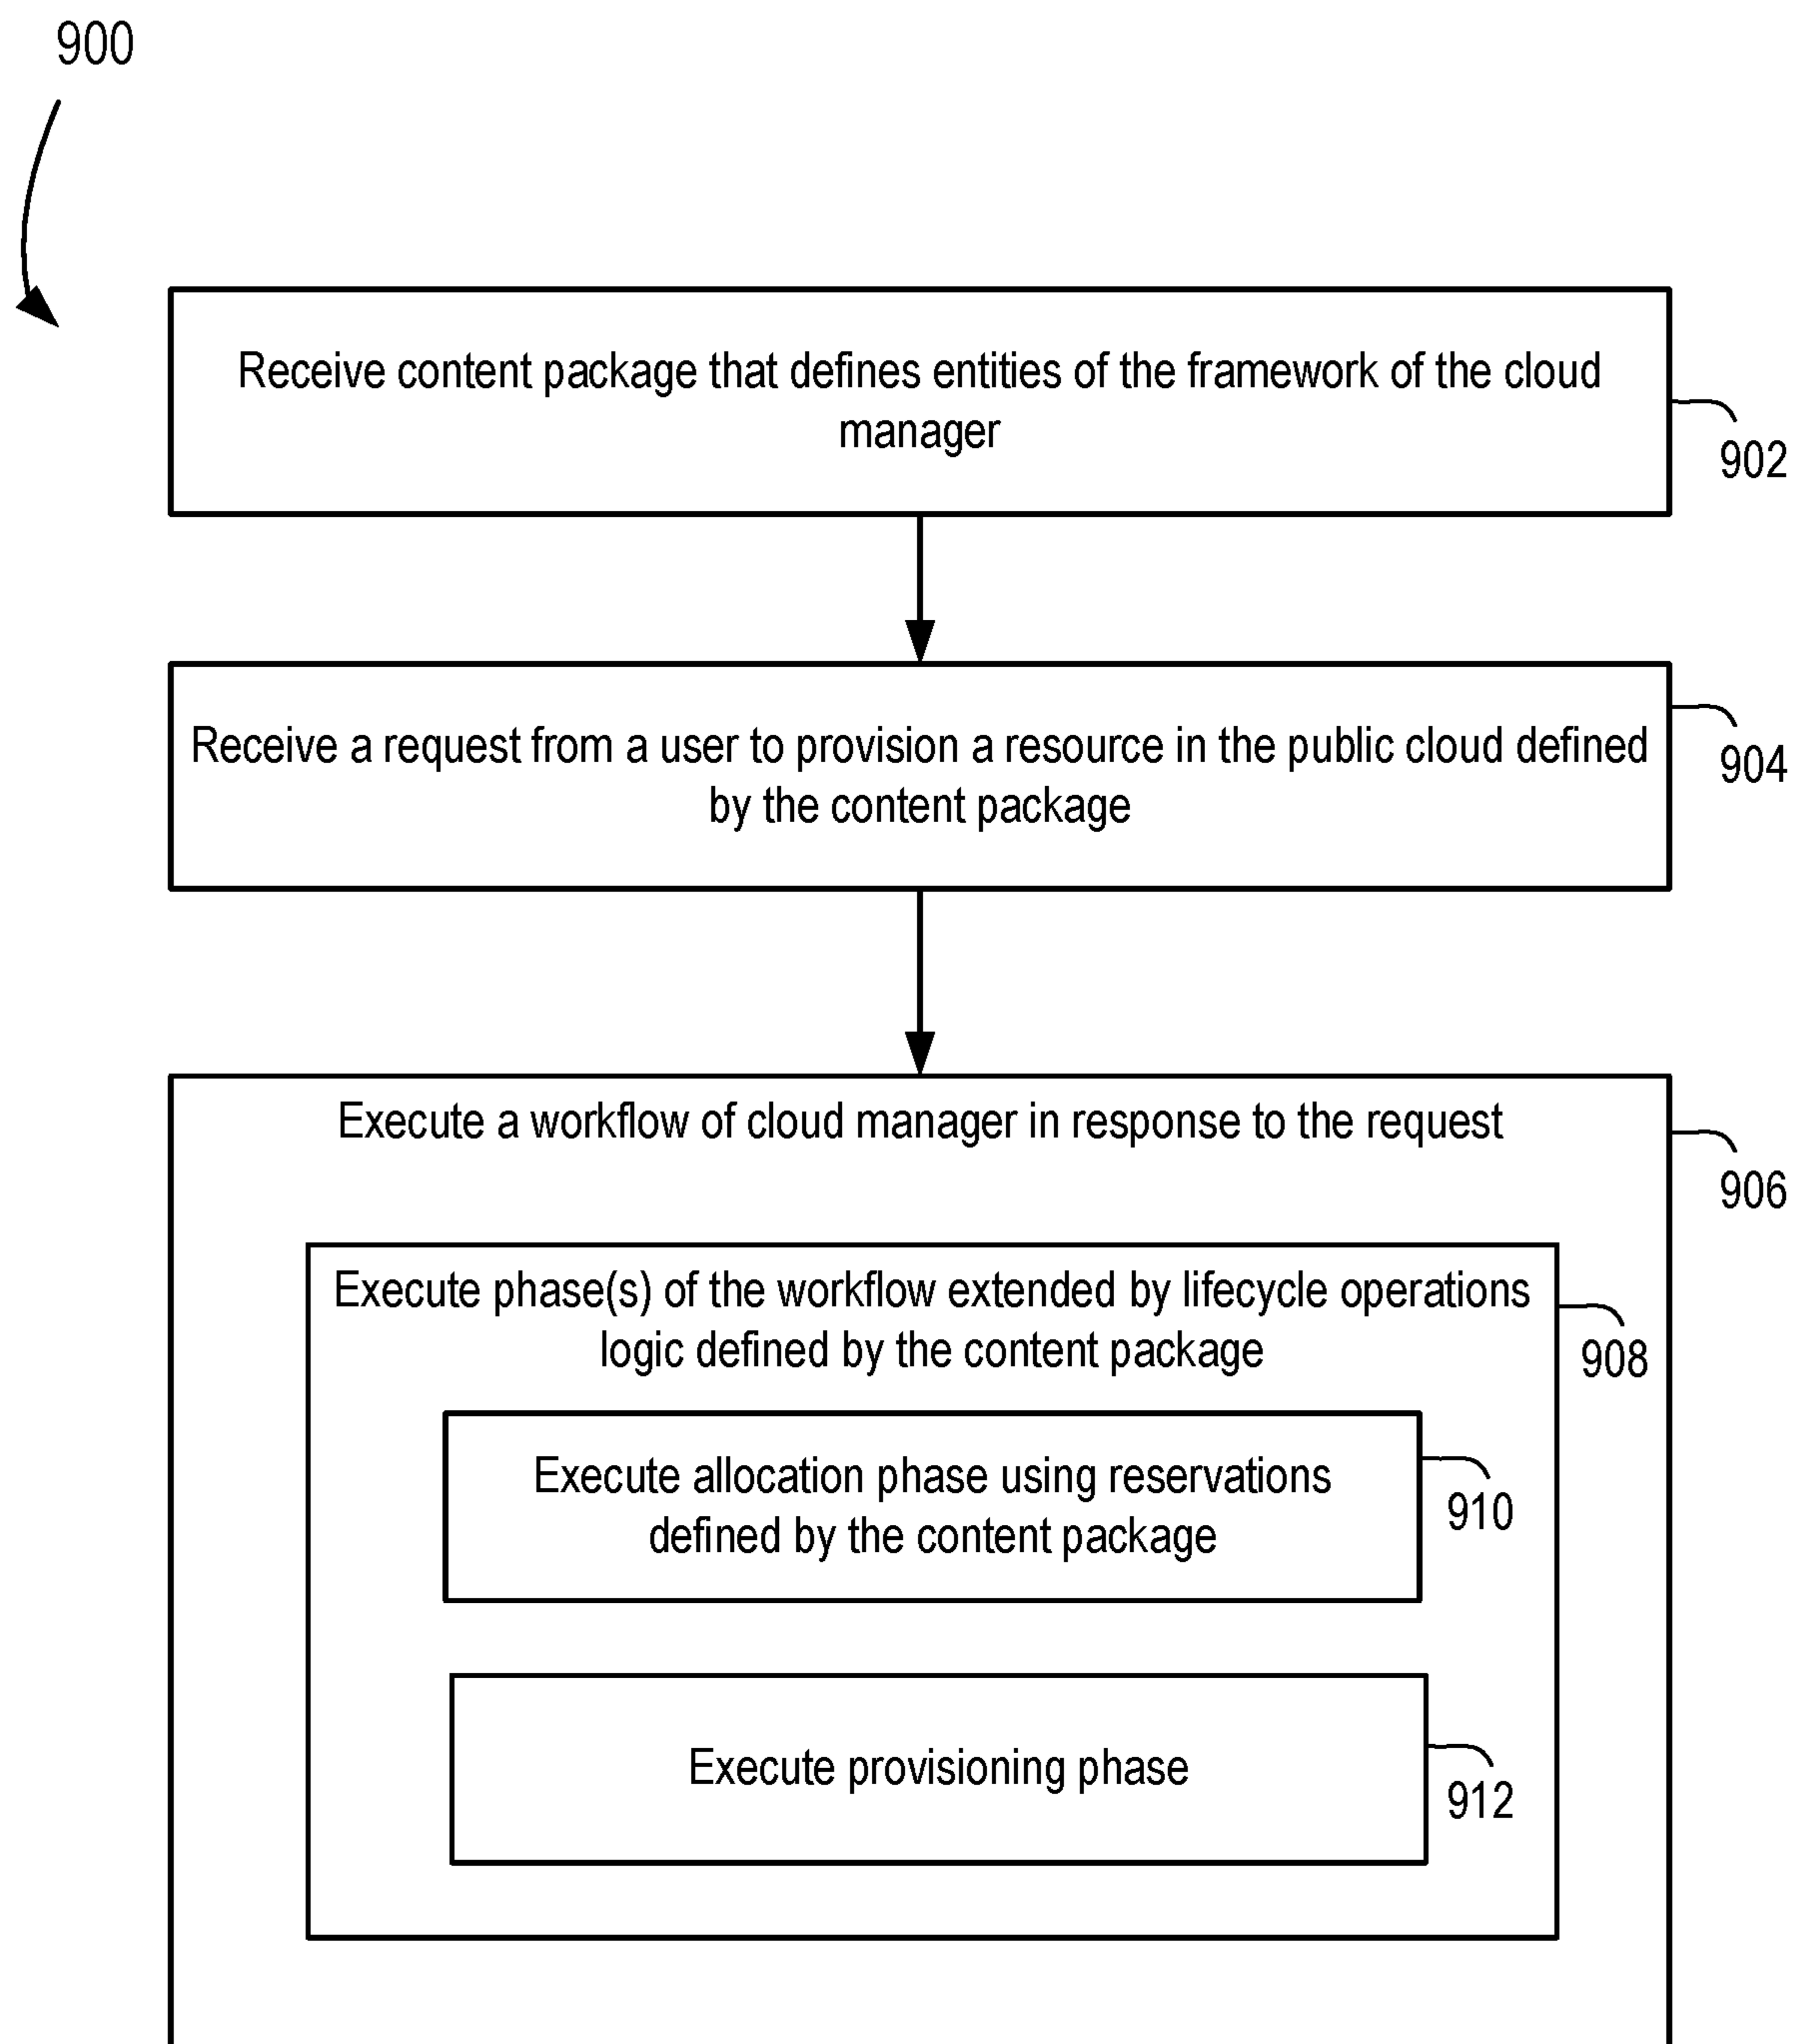 900
Receive content package that defines entities of the framework of the cloud
manager
902
Receive a request from a user to provision a resource in the public cloud defined
by the content package
904
Execute a workflow of cloud manager in response to the request
906
Execute phase(s) of the workflow extended by lifecycle operations
logic defined by the content package
908
Execute allocation phase using reservations
defined by the content package
910
Execute provisioning phase
912